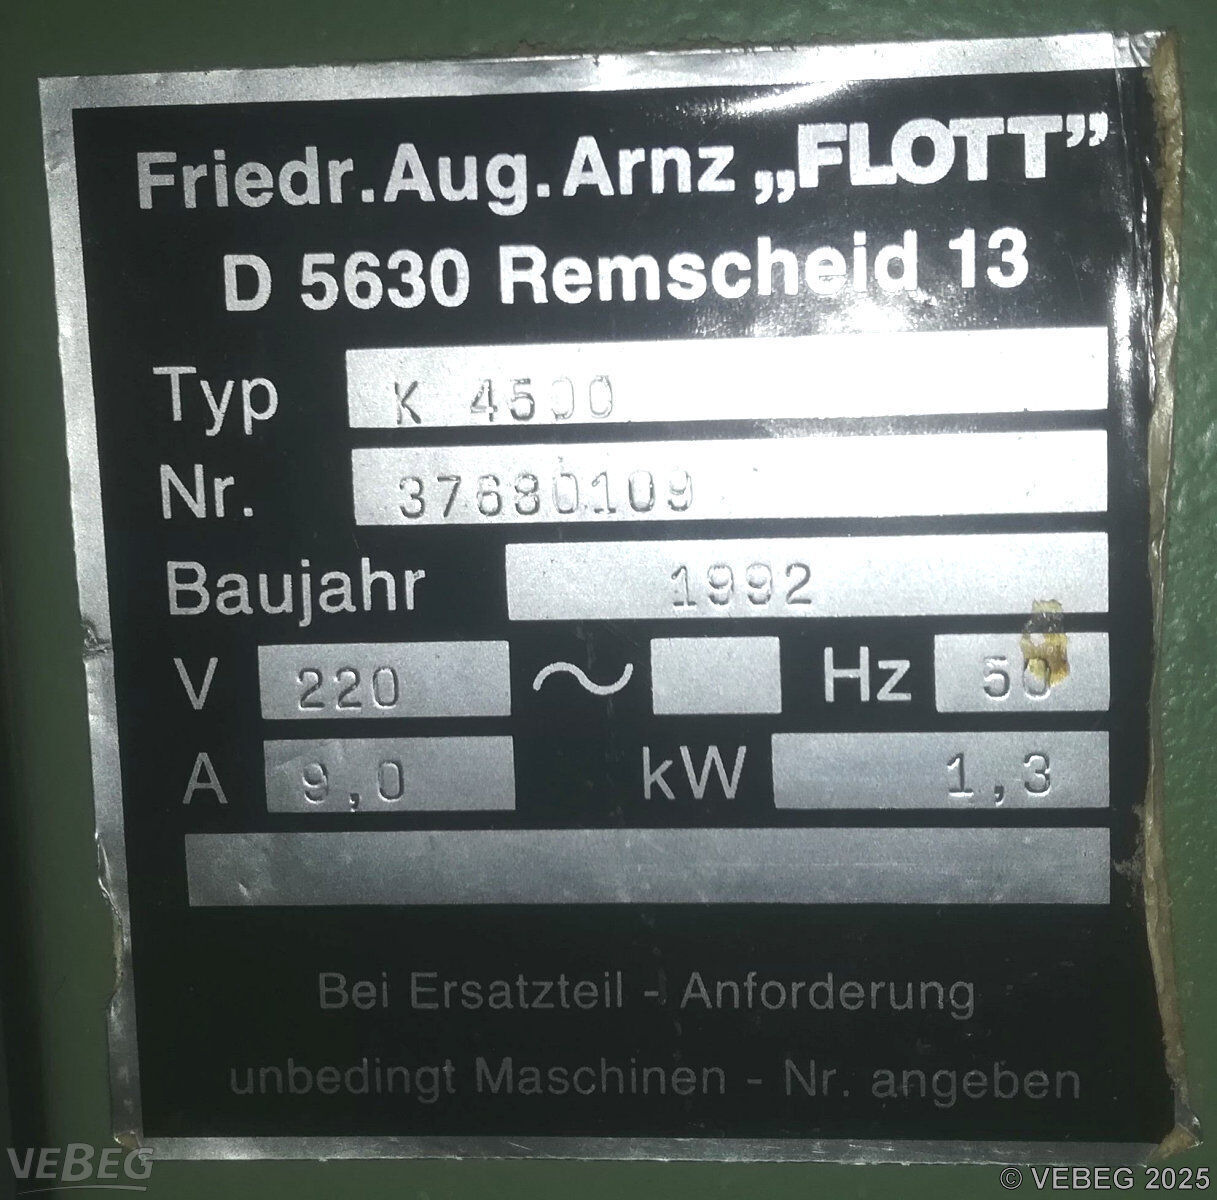 Friedr. Aug. Arnz „FLOTT”
D 5630 Remscheid 13
Typ K 4500
Nr. 37680109
Baujahr 1992
V 220 ~ Hz 50
A 9,0 kW 1,3
Bei Ersatzteil - Anforderung
unbedingt Maschinen - Nr. angeben
VEBEG
© VEBEG 2025